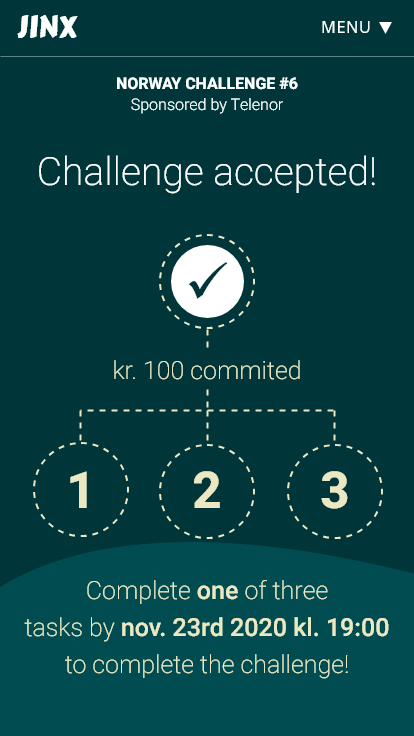 JINX
MENU ▼
NORWAY CHALLENGE #6
Sponsored by Telenor
Challenge accepted!
kr. 100 commited
1 2 3
Complete one of three
tasks by nov. 23rd 2020 kl. 19:00
to complete the challenge!